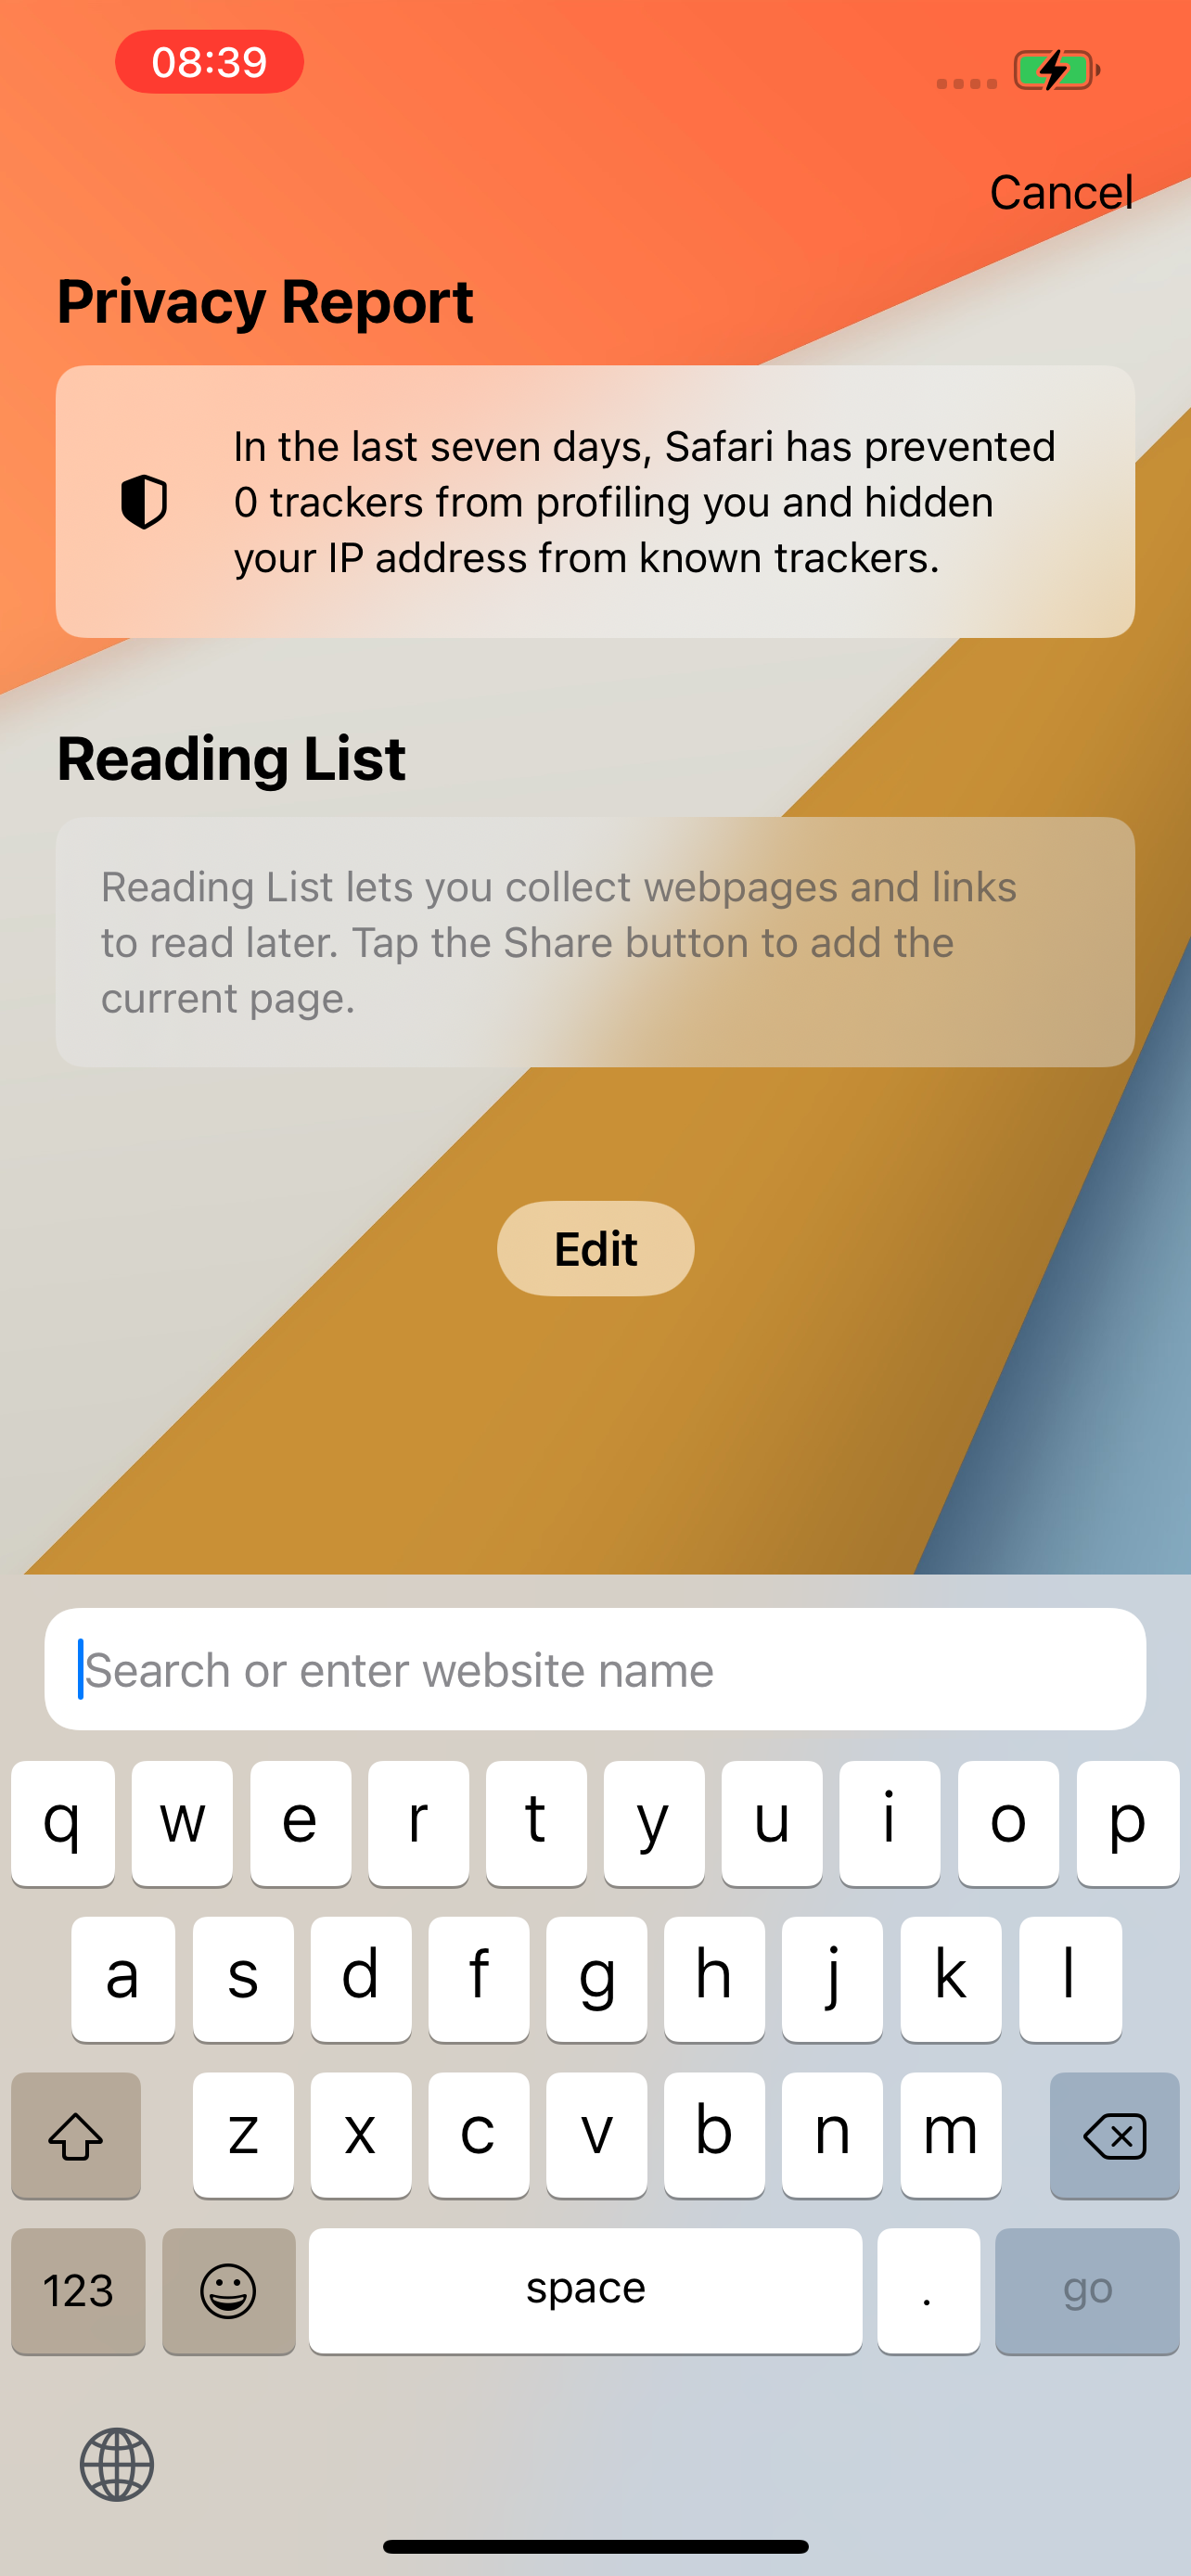 08:39
Cancel
Privacy Report
In the last seven days, Safari has prevented
0 trackers from profiling you and hidden
your IP address from known trackers.
Reading List
Reading List lets you collect webpages and links
to read later. Tap the Share button to add the
current page.
Edit
Search or enter website name
q w e r t y u i o p
a s d f g h j k l
z x c v b n m
123 space . go